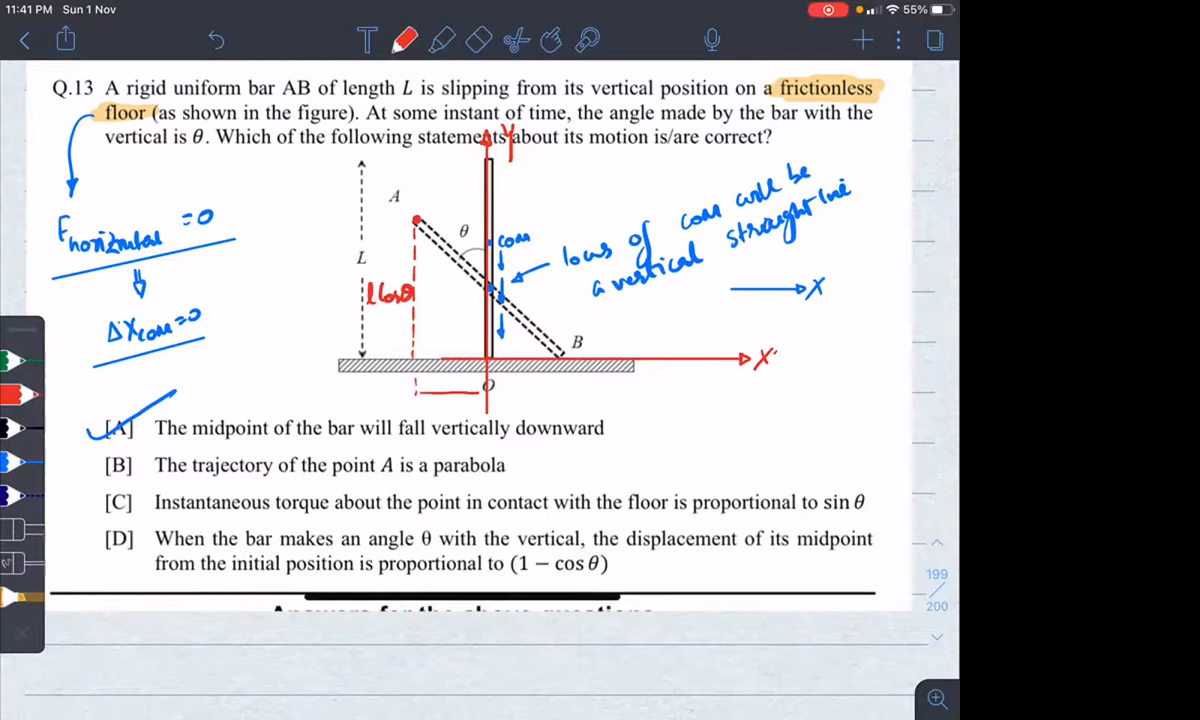 11:41 PM Sun 1 Nov
55%
Q.13 A rigid uniform bar AB of length L is slipping from its vertical position on a frictionless
floor (as shown in the figure). At some instant of time, the angle made by the bar with the
vertical is θ. Which of the following statements about its motion is/are correct?
Y
A
θ
L
com
l cosθ
B
O
X
F horizontal = 0
⇓
ΔXcom = 0
locus of com will be
a vertical straight line
X
[A] The midpoint of the bar will fall vertically downward
[B] The trajectory of the point A is a parabola
[C] Instantaneous torque about the point in contact with the floor is proportional to sin θ
[D] When the bar makes an angle θ with the vertical, the displacement of its midpoint
from the initial position is proportional to (1 − cos θ)
199
200